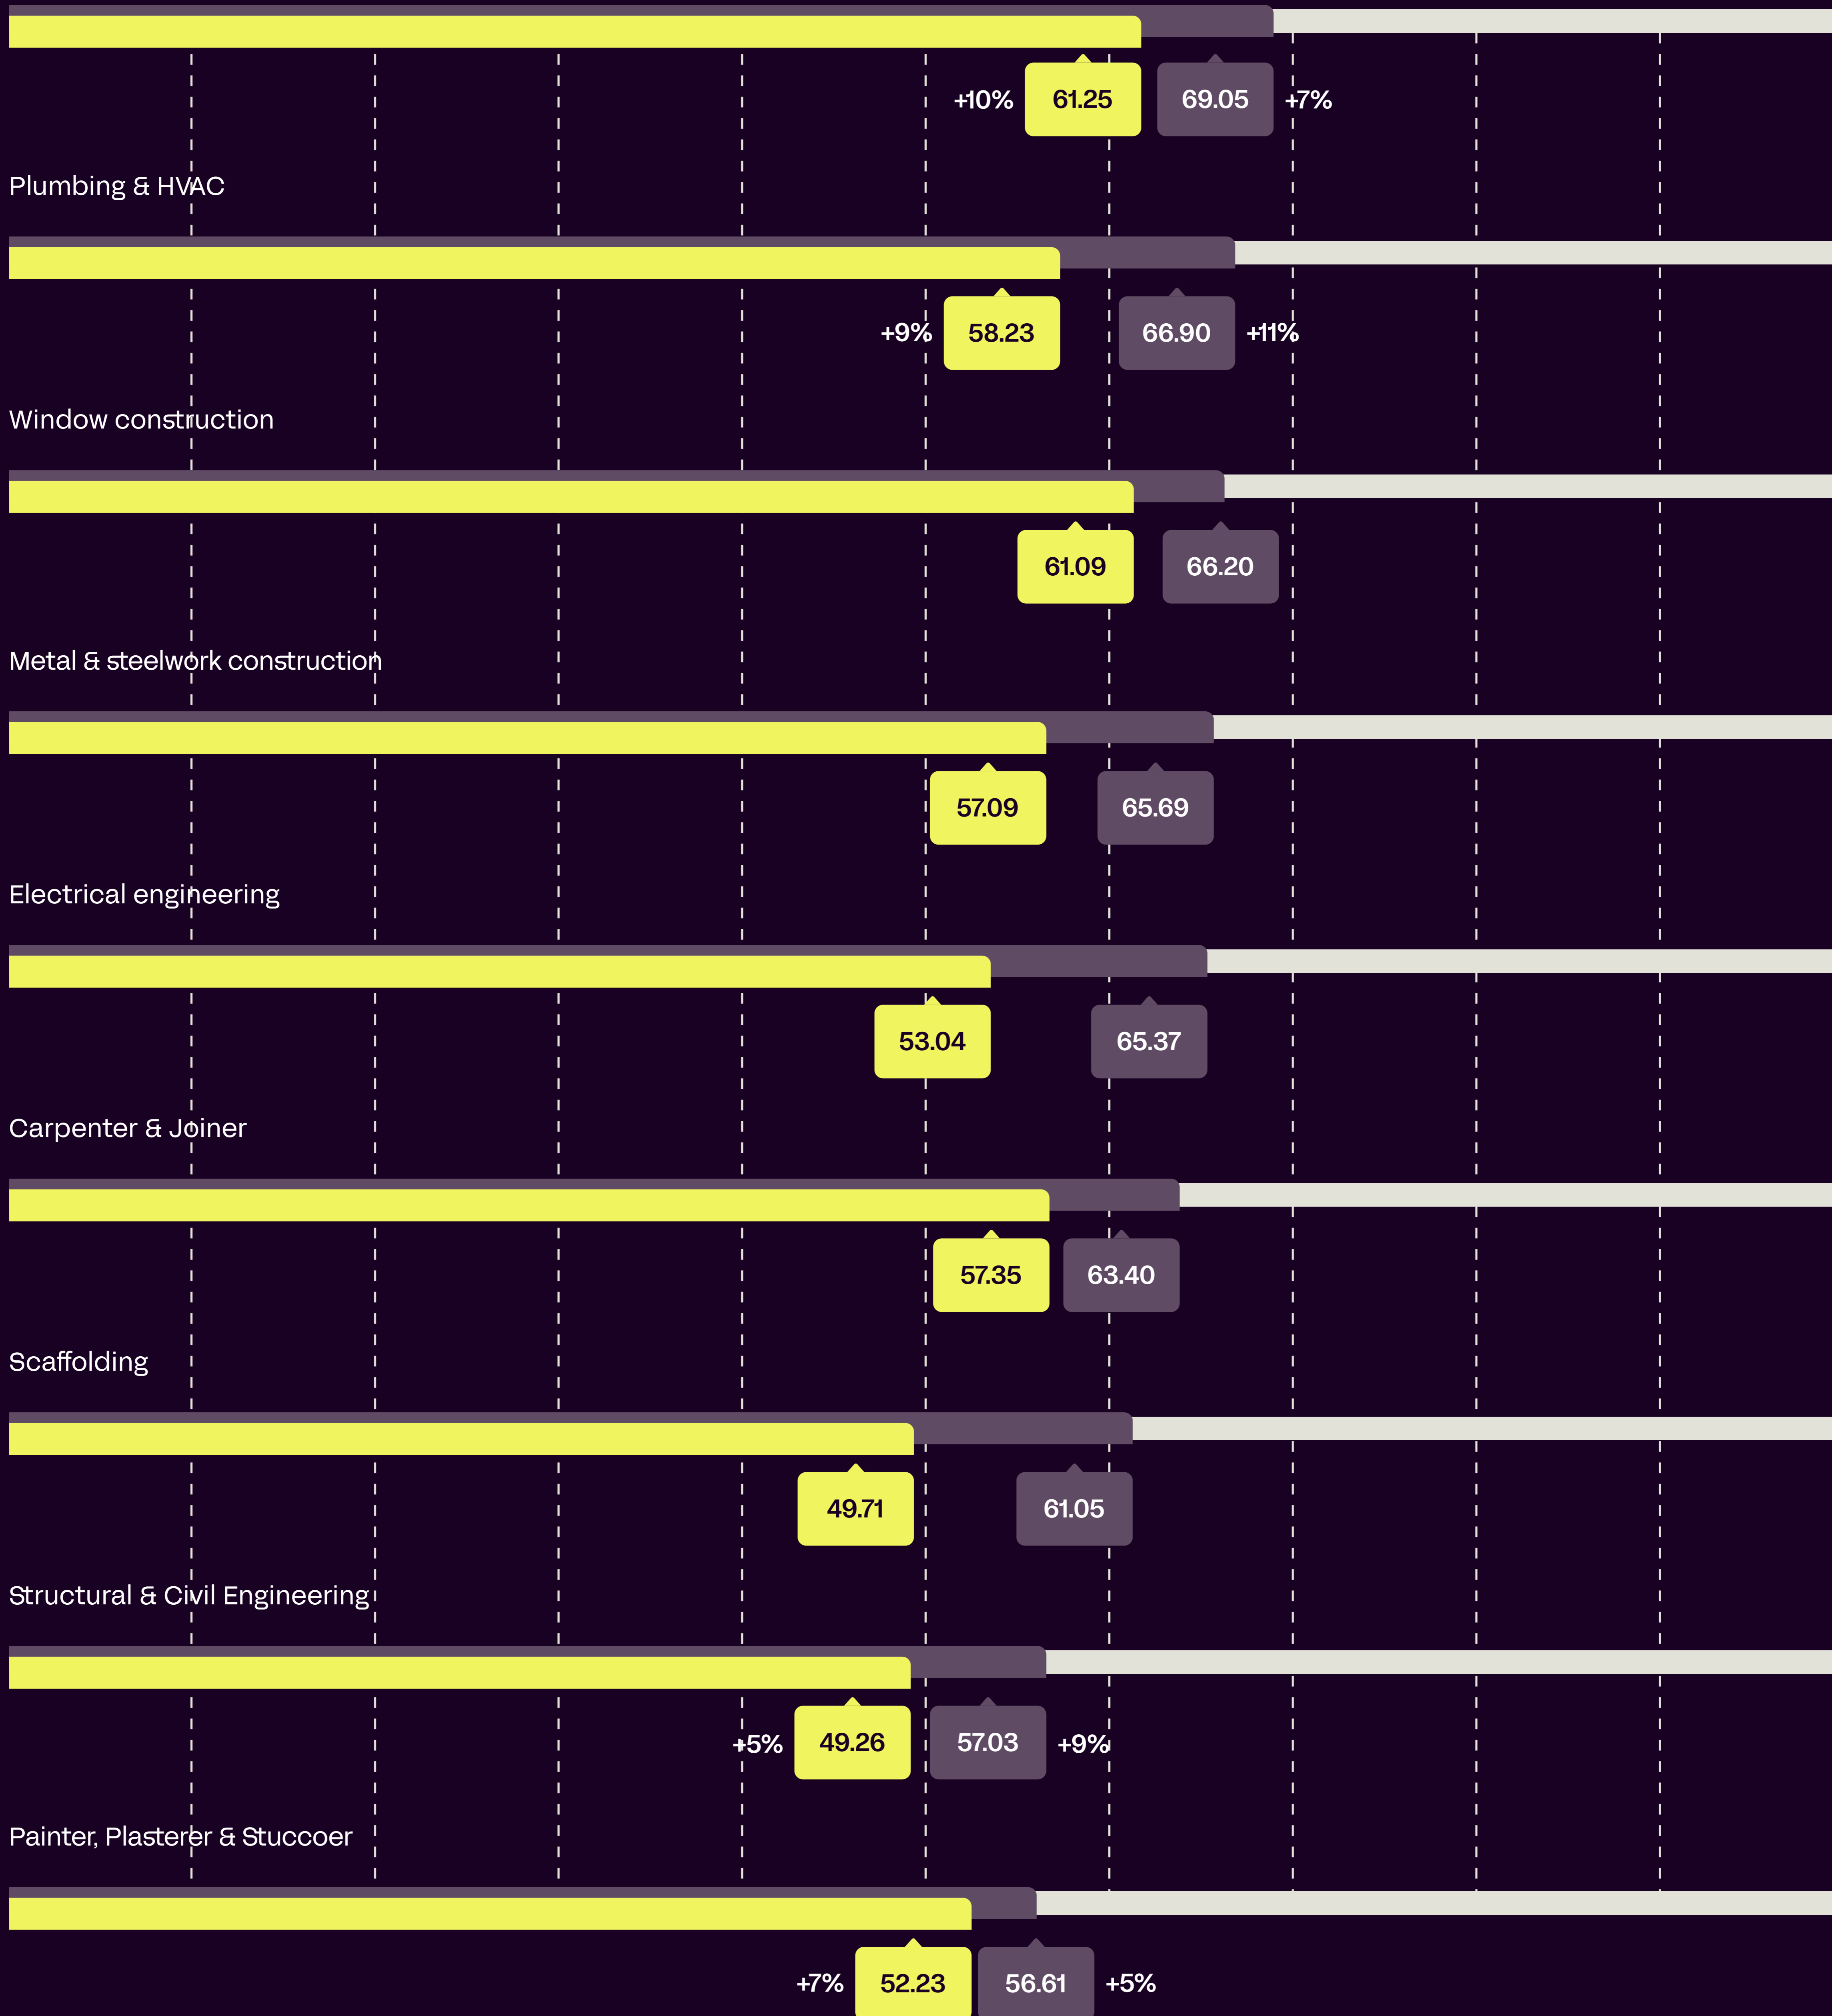 +10% 61.25 69.05 +7%
Plumbing & HVAC
+9% 58.23 66.90 +11%
Window construction
61.09 66.20
Metal & steelwork construction
57.09 65.69
Electrical engineering
53.04 65.37
Carpenter & Joiner
57.35 63.40
Scaffolding
49.71 61.05
Structural & Civil Engineering
+5% 49.26 57.03 +9%
Painter, Plasterer & Stuccoer
+7% 52.23 56.61 +5%